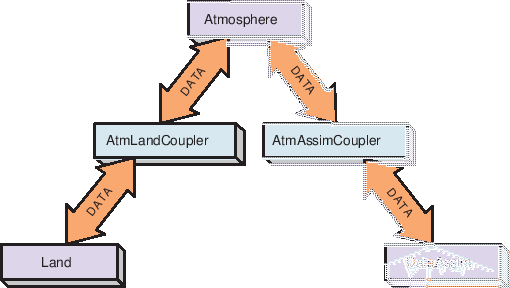 Atmosphere
DATA
DATA
AtmLandCoupler
AtmAssimCoupler
DATA
DATA
Land